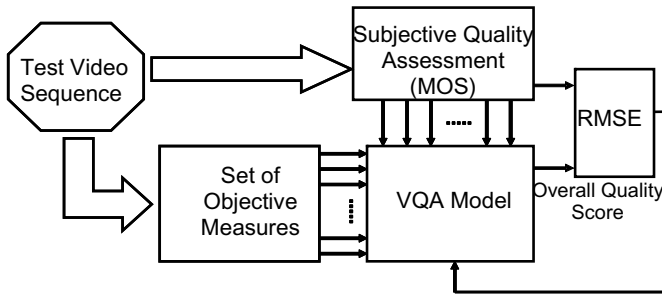 Test Video
Sequence
Subjective Quality
Assessment
(MOS)
RMSE
Set of
Objective
Measures
VQA Model
Overall Quality
Score